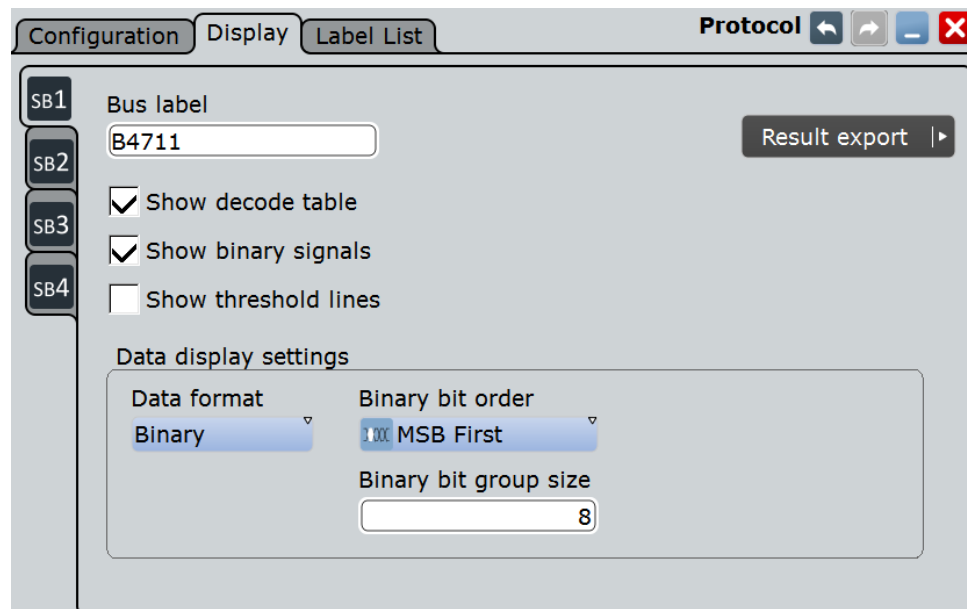 Configuration Display Label List Protocol
SB1
Bus label
B4711
Result export
SB2
Show decode table
SB3
Show binary signals
SB4
Show threshold lines
Data display settings
Data format Binary bit order
Binary MSB First
Binary bit group size
8